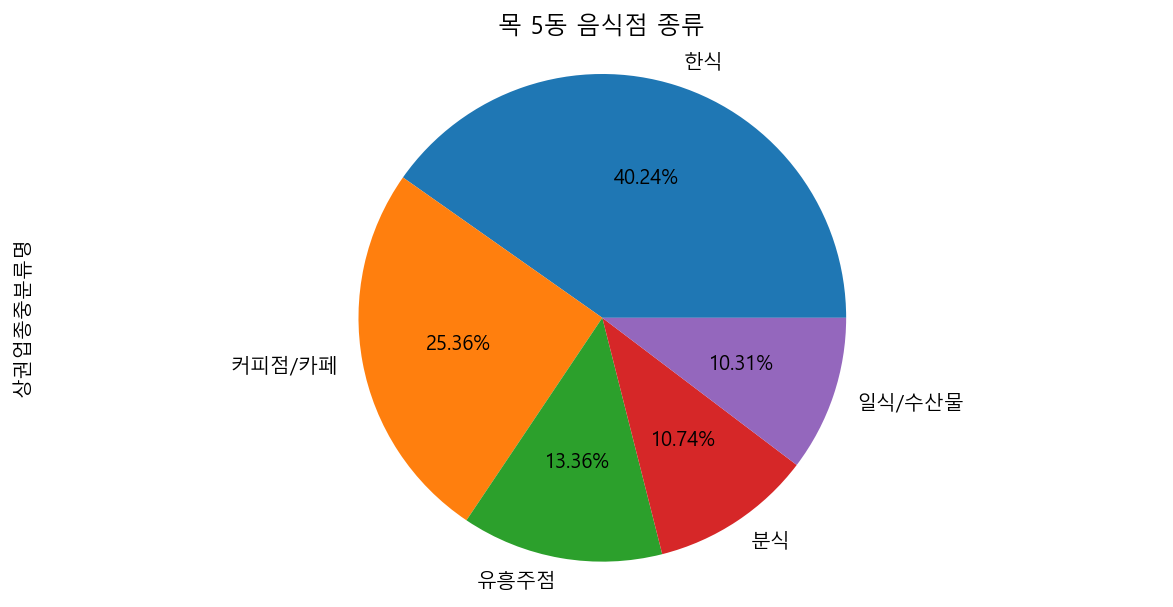 목 5동 음식점 종류
한식
40.24%
커피점/카페
25.36%
유흥주점
13.36%
분식
10.74%
일식/수산물
10.31%
상권업종중분류명